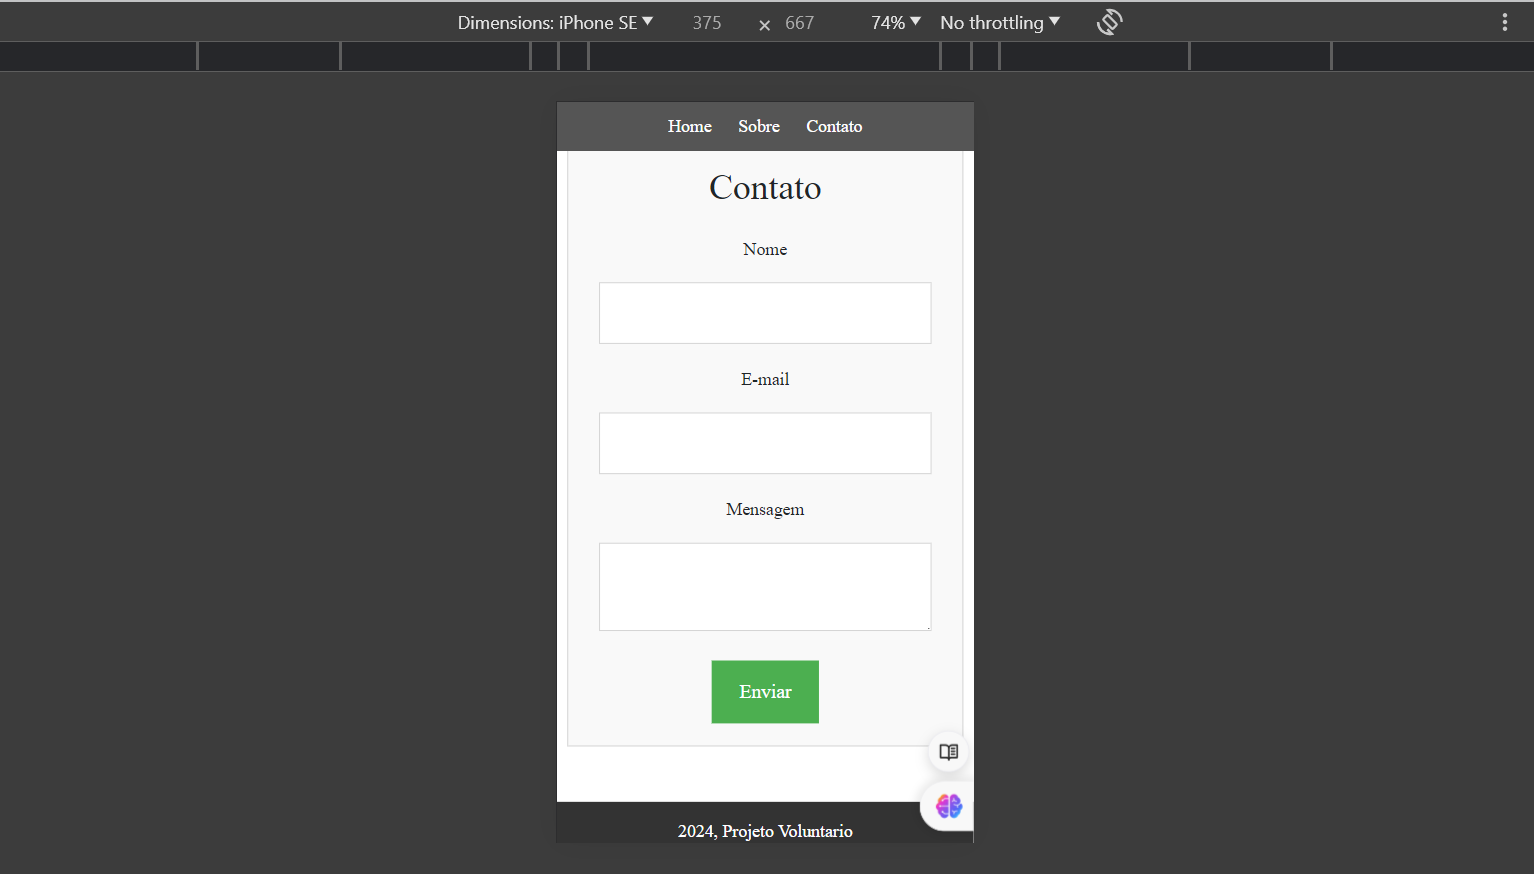 Dimensions: iPhone SE ▼ 375 × 667 74% ▼ No throttling ▼
Home Sobre Contato
Contato
Nome
E-mail
Mensagem
Enviar
2024, Projeto Voluntario